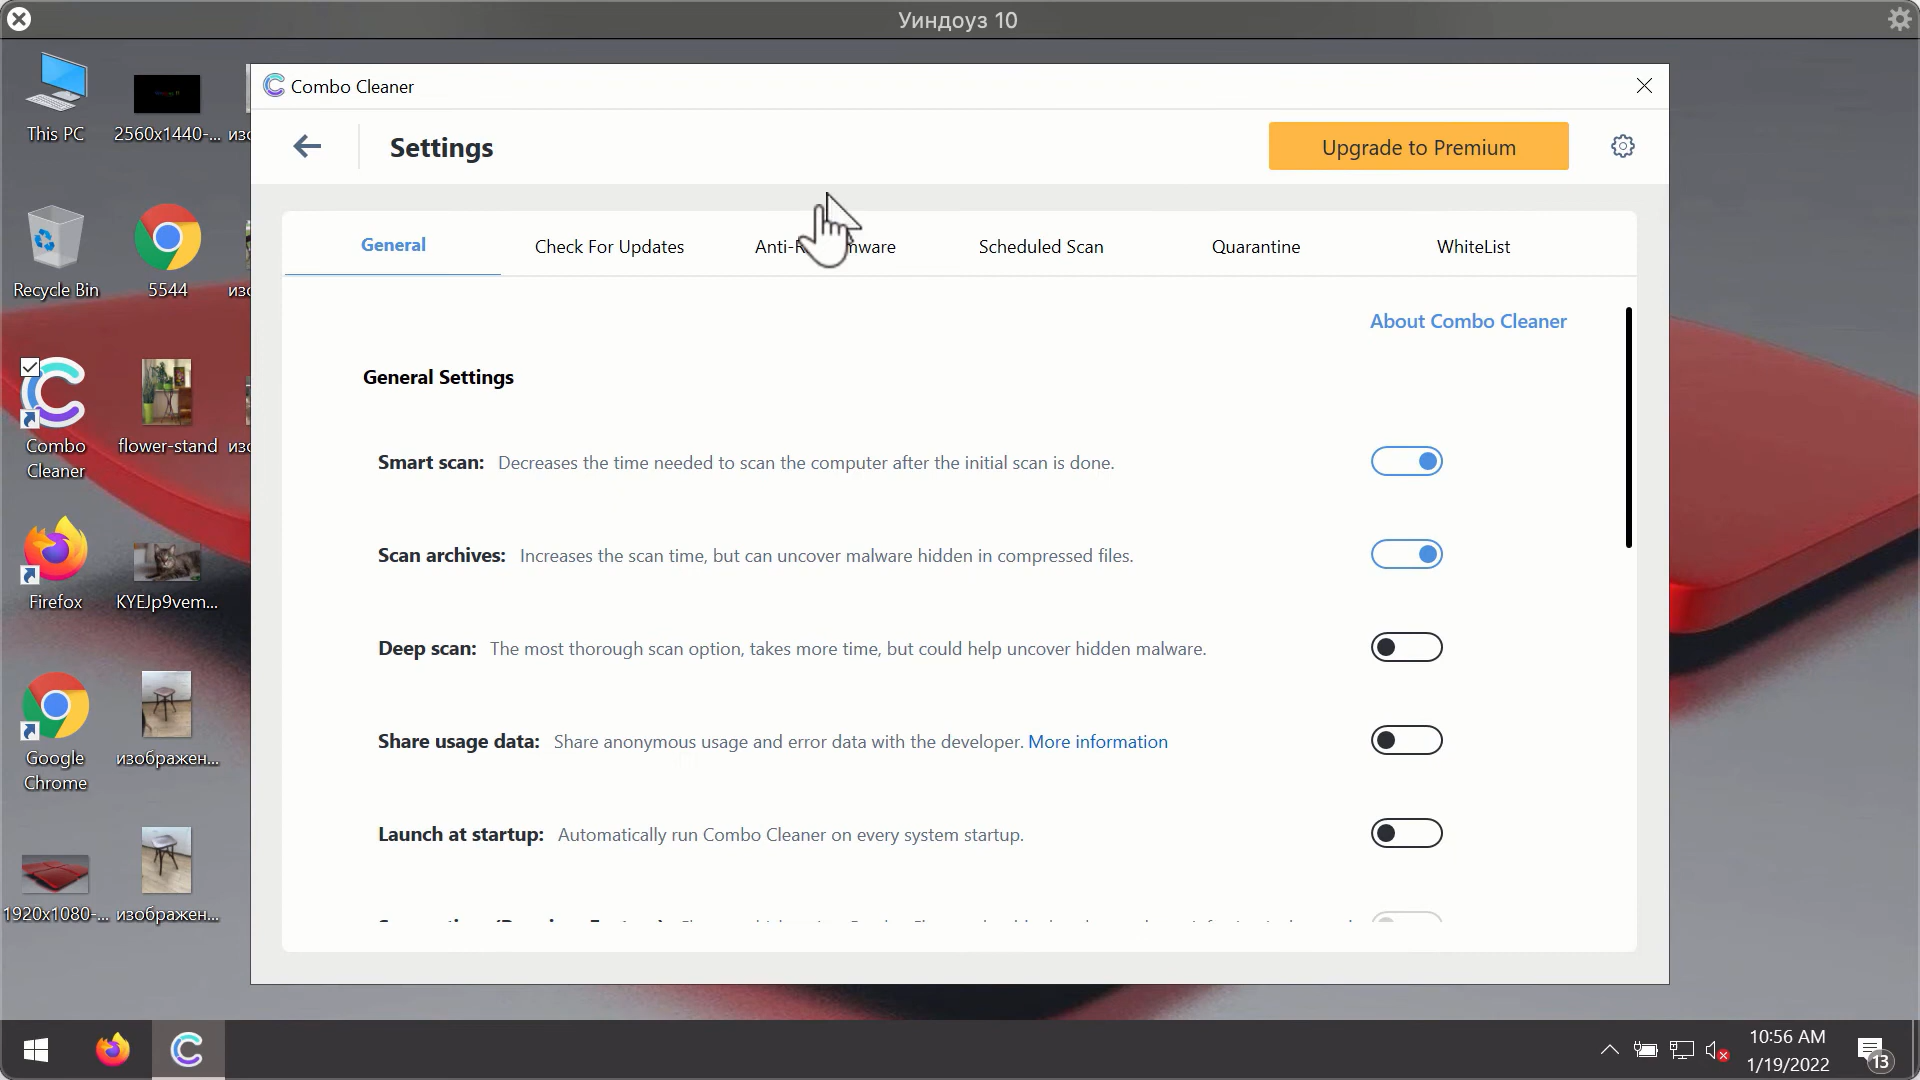 Уиндоуз 10
This PC
2560x1440-...
Recycle Bin
5544
Combo
Cleaner
flower-stand
Firefox
KYEJp9vem...
Google
Chrome
изображен...
1920x1080-...
изображен...
Combo Cleaner
Settings
Upgrade to Premium
General
Check For Updates
Scheduled Scan
Quarantine
WhiteList
About Combo Cleaner
General Settings
Smart scan: Decreases the time needed to scan the computer after the initial scan is done.
Scan archives: Increases the scan time, but can uncover malware hidden in compressed files.
Deep scan: The most thorough scan option, takes more time, but could help uncover hidden malware.
Share usage data: Share anonymous usage and error data with the developer. More information
Launch at startup: Automatically run Combo Cleaner on every system startup.
10:56 AM
1/19/2022
13